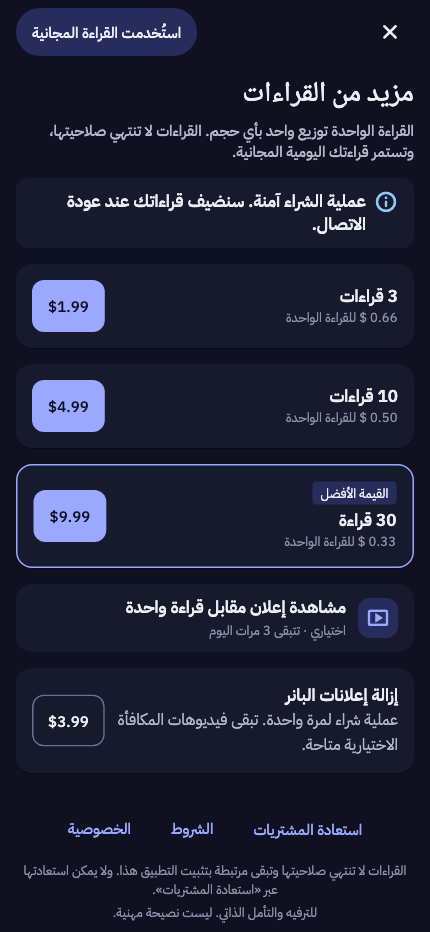 استُخدمت القراءة المجانية
مزيد من القراءات
القراءة الواحدة توزيع واحد بأي حجم. القراءات لا تنتهي صلاحيتها،
وتستمر قراءتك اليومية المجانية.
عملية الشراء آمنة. سنضيف قراءاتك عند عودة
الاتصال.
3 قراءات
0.66 $ للقراءة الواحدة
$1.99
10 قراءات
0.50 $ للقراءة الواحدة
$4.99
القيمة الأفضل
30 قراءة
0.33 $ للقراءة الواحدة
$9.99
مشاهدة إعلان مقابل قراءة واحدة
اختياري · تتبقى 3 مرات اليوم
إزالة إعلانات البانر
عملية شراء لمرة واحدة. تبقى فيديوهات المكافأة
الاختيارية متاحة.
$3.99
استعادة المشتريات
الشروط
الخصوصية
القراءات لا تنتهي صلاحيتها وتبقى مرتبطة بتثبيت التطبيق هذا. ولا يمكن استعادتها
عبر «استعادة المشتريات».
للترفيه والتأمل الذاتي. ليست نصيحة مهنية.